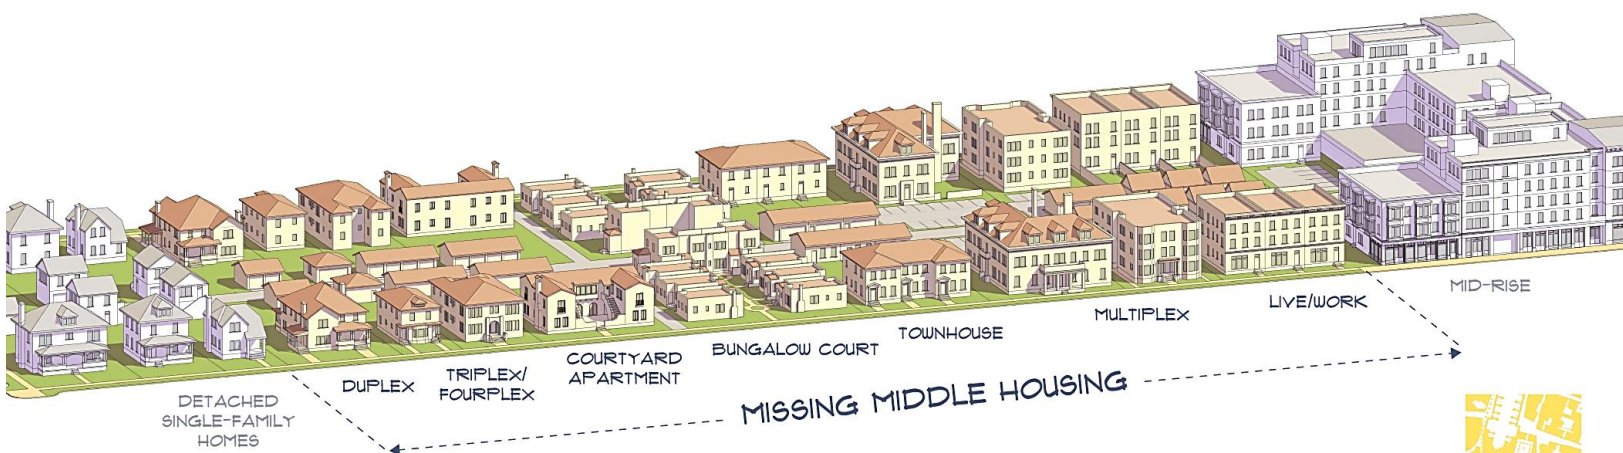 DETACHED
SINGLE-FAMILY
HOMES
DUPLEX
TRIPLEX/
FOURPLEX
COURTYARD
APARTMENT
BUNGALOW COURT
TOWNHOUSE
MULTIPLEX
LIVE/WORK
MID-RISE
MISSING MIDDLE HOUSING